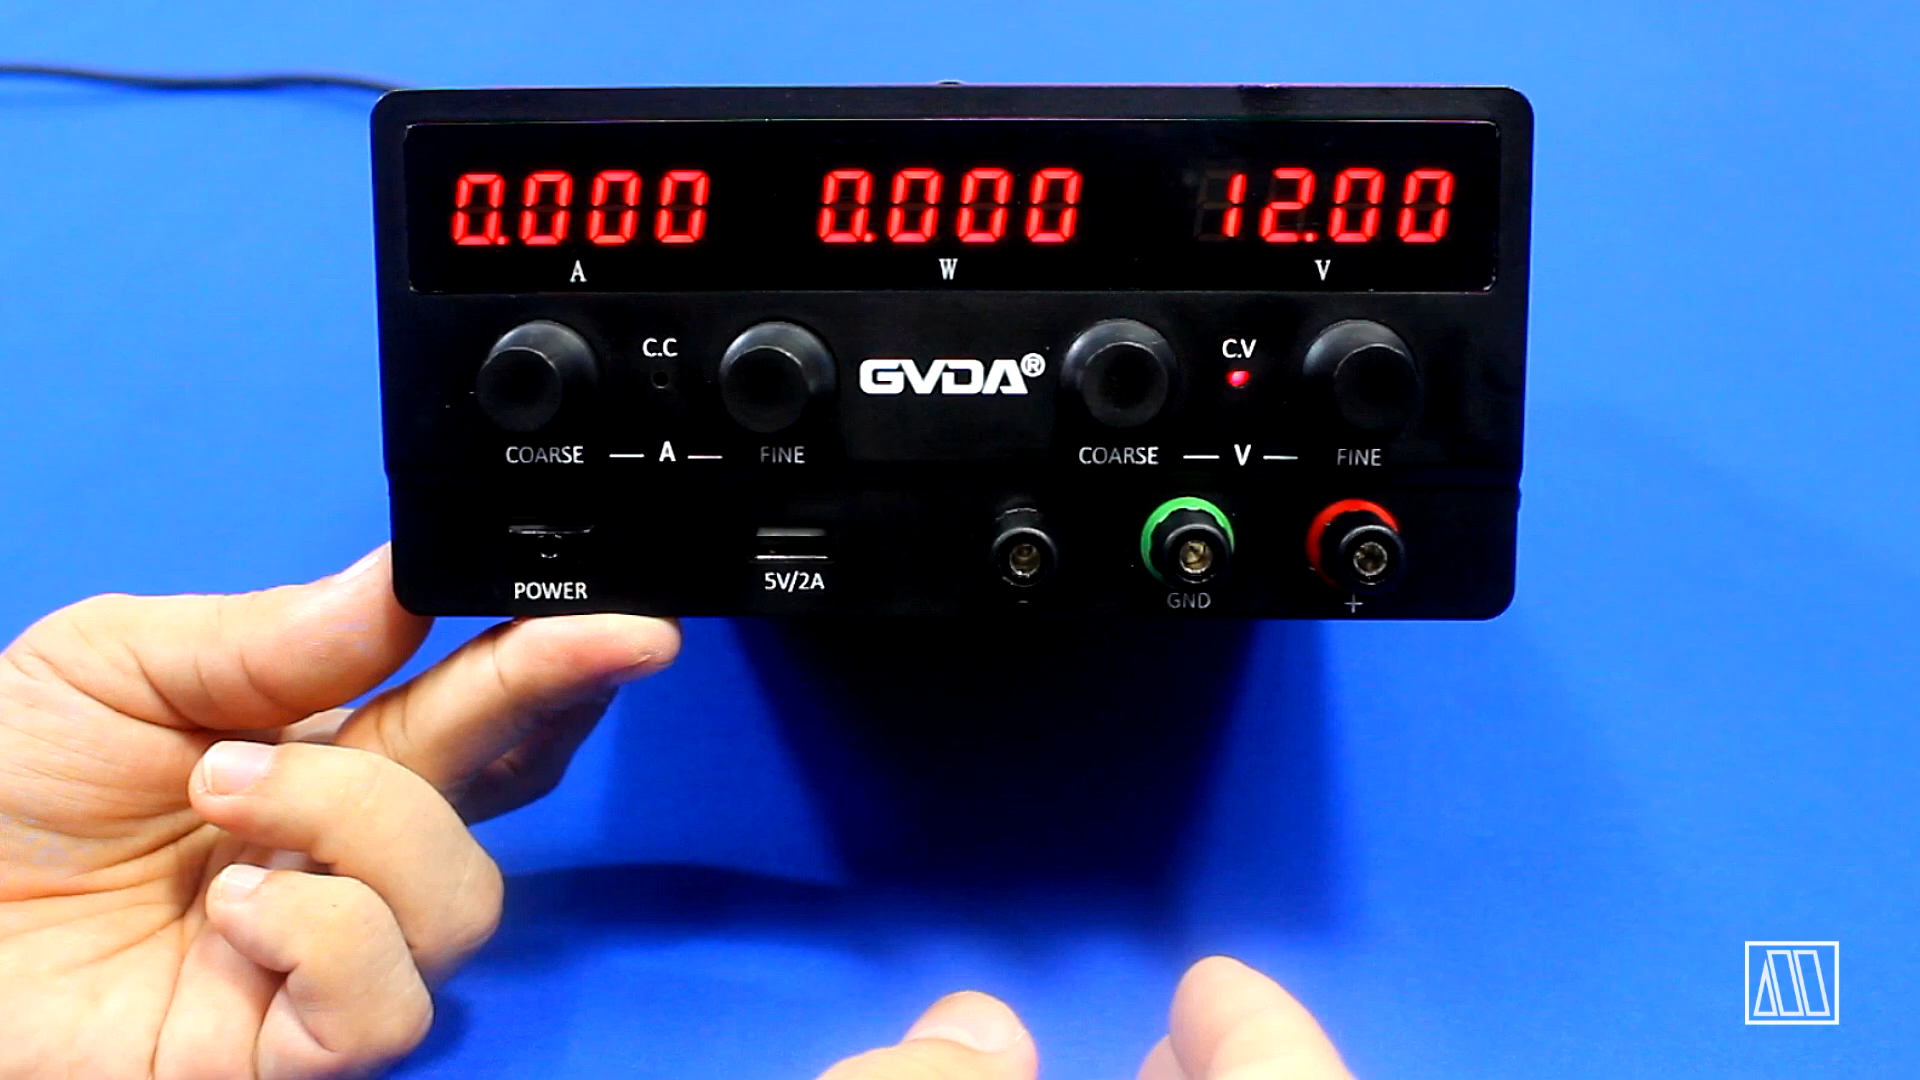 0.000 0.000 12.00
A W V
C.C GVDA® C.V
COARSE — A — FINE COARSE — V — FINE
POWER 5V/2A - GND +